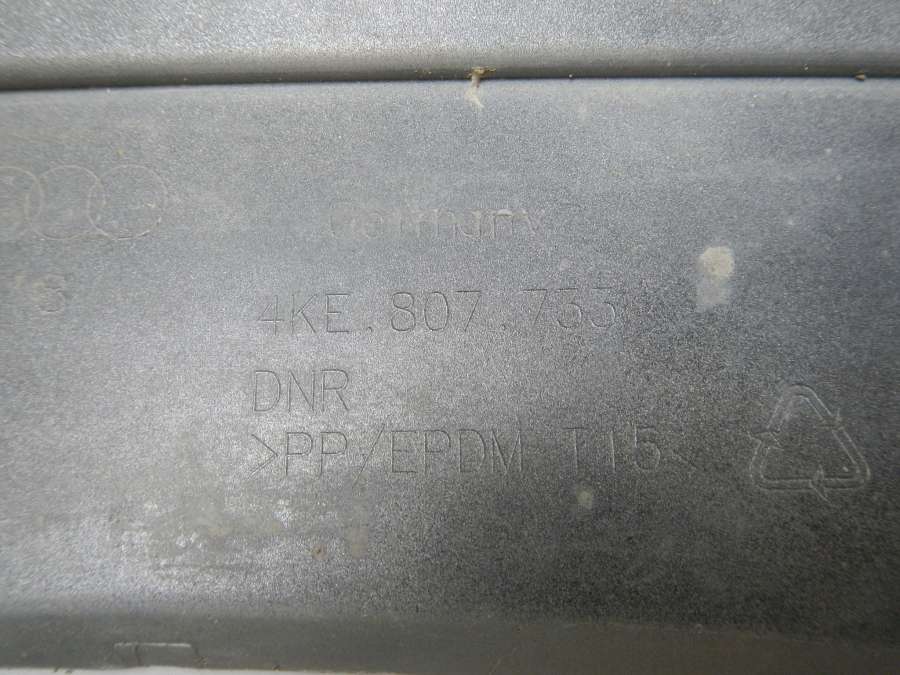 Germany
4KE.807.733
DNR
>PP/EPDM T15<